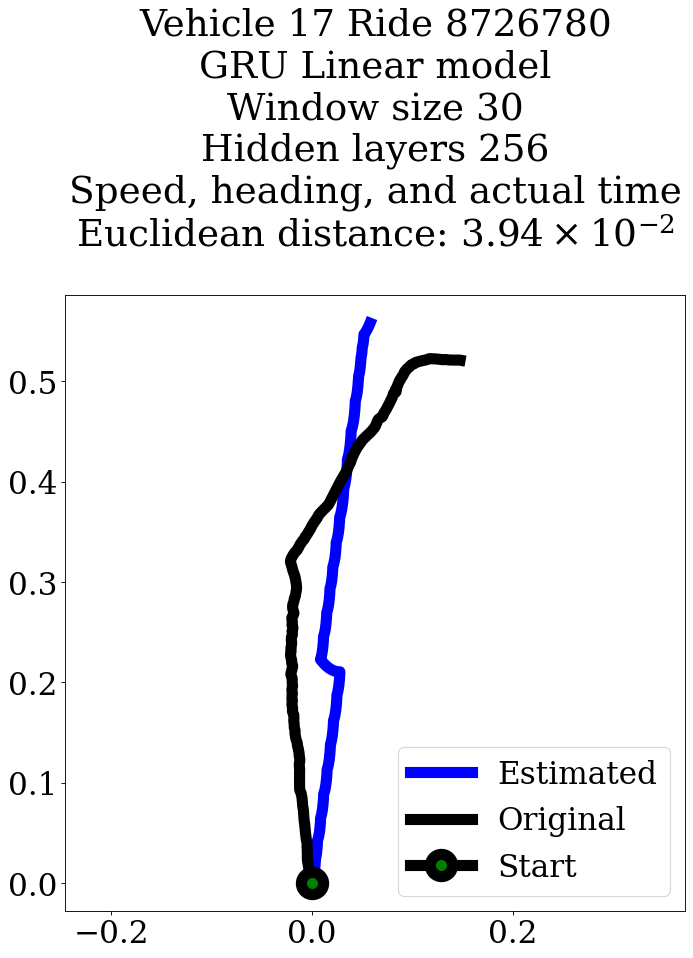 Vehicle 17 Ride 8726780
GRU Linear model
Window size 30
Hidden layers 256
Speed, heading, and actual time
Euclidean distance: 3.94 × 10⁻²
0.5
0.4
0.3
0.2
0.1
0.0
−0.2 0.0 0.2
Estimated
Original
Start